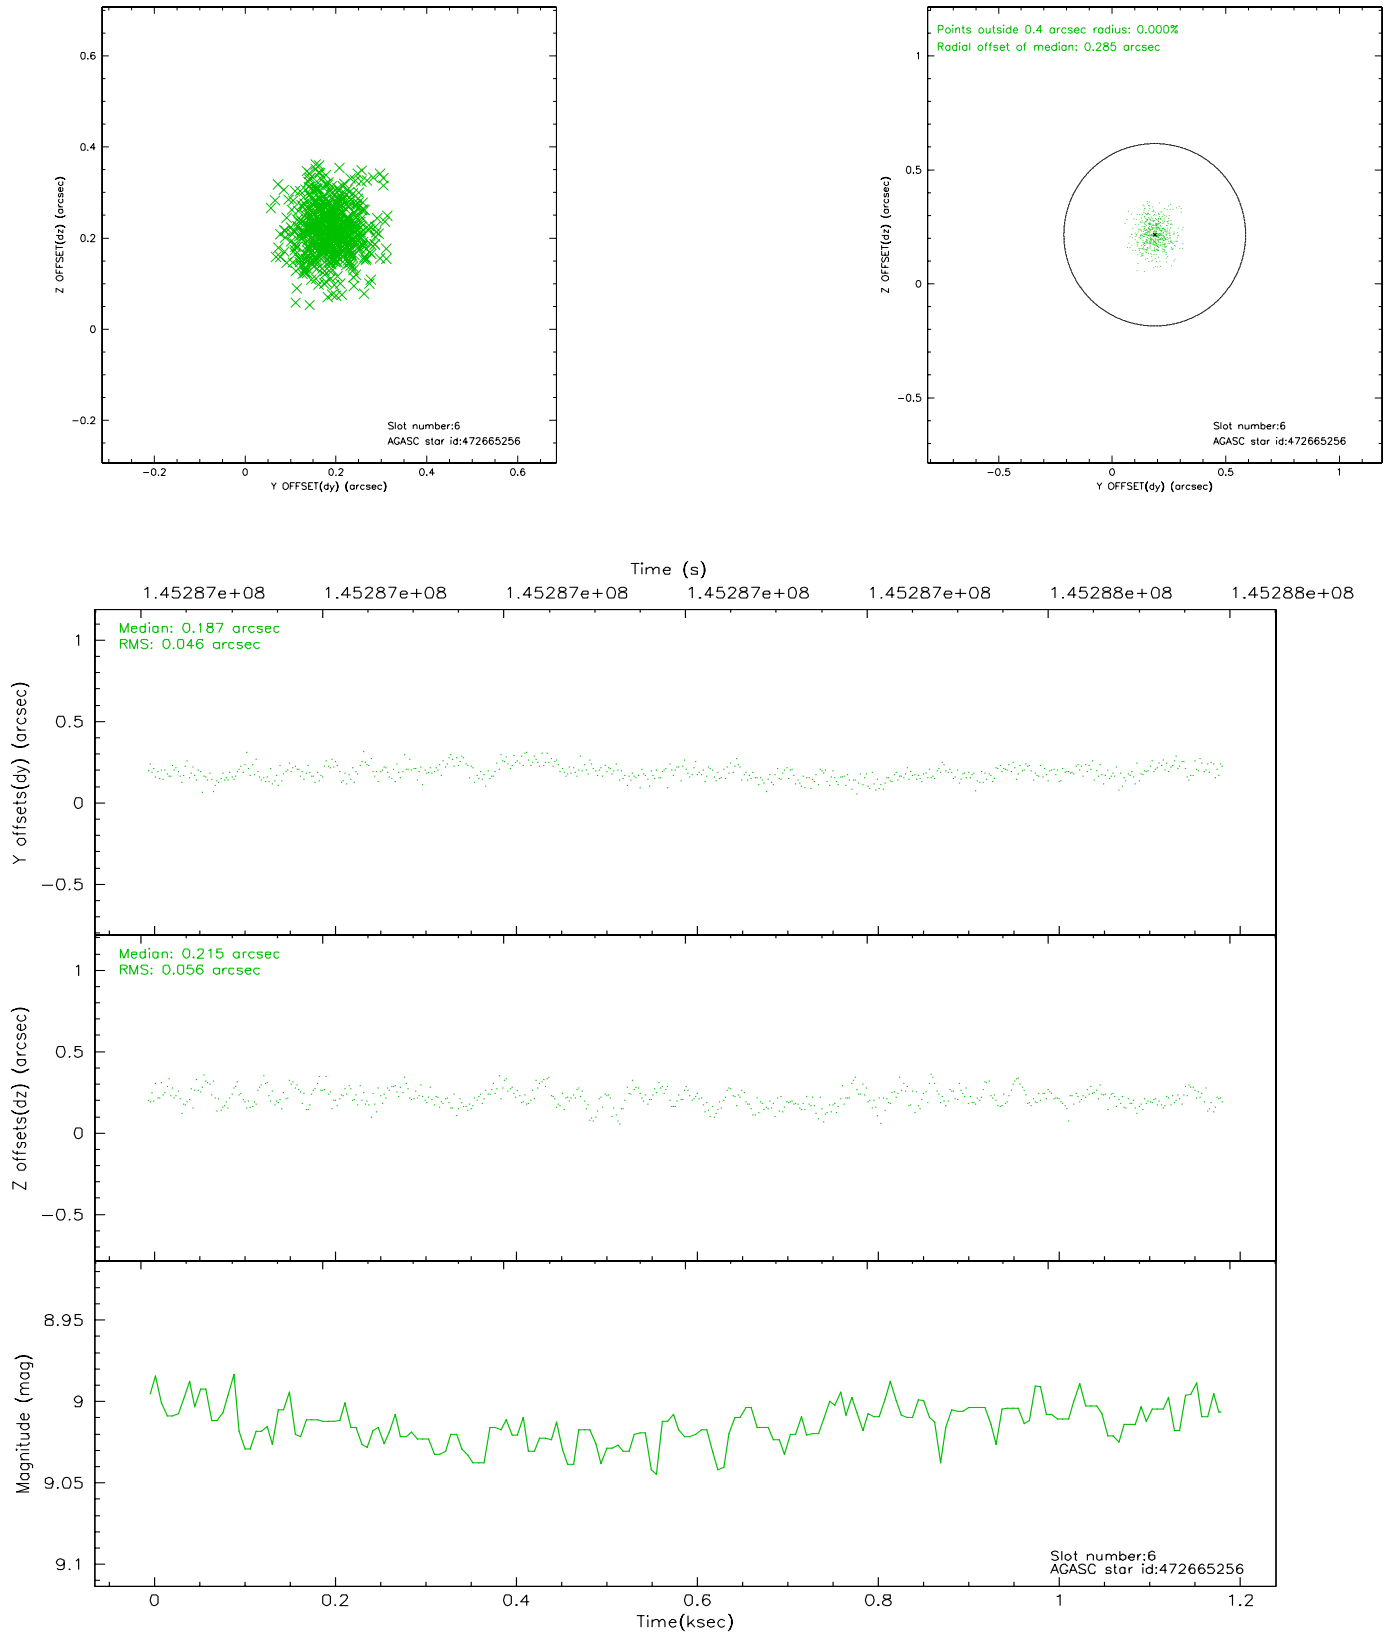 0.6
0.4
0.2
0
−0.2
Z OFFSET(dz) (arcsec)
Slot number:6
AGASC star id:472665256
−0.2 0 0.2 0.4 0.6
Y OFFSET(dy) (arcsec)
Points outside 0.4 arcsec radius: 0.000%
Radial offset of median: 0.285 arcsec
1
0.5
0
−0.5
Z OFFSET(dz) (arcsec)
Slot number:6
AGASC star id:472665256
−0.5 0 0.5 1
Y OFFSET(dy) (arcsec)
Time (s)
1.45287e+08 1.45287e+08 1.45287e+08 1.45287e+08 1.45287e+08 1.45288e+08 1.45288e+08
Median: 0.187 arcsec
RMS: 0.046 arcsec
1
0.5
0
−0.5
Y offsets(dy) (arcsec)
Median: 0.215 arcsec
RMS: 0.056 arcsec
1
0.5
0
−0.5
Z offsets(dz) (arcsec)
8.95
9
9.05
9.1
Magnitude (mag)
Slot number:6
AGASC star id:472665256
0 0.2 0.4 0.6 0.8 1 1.2
Time(ksec)